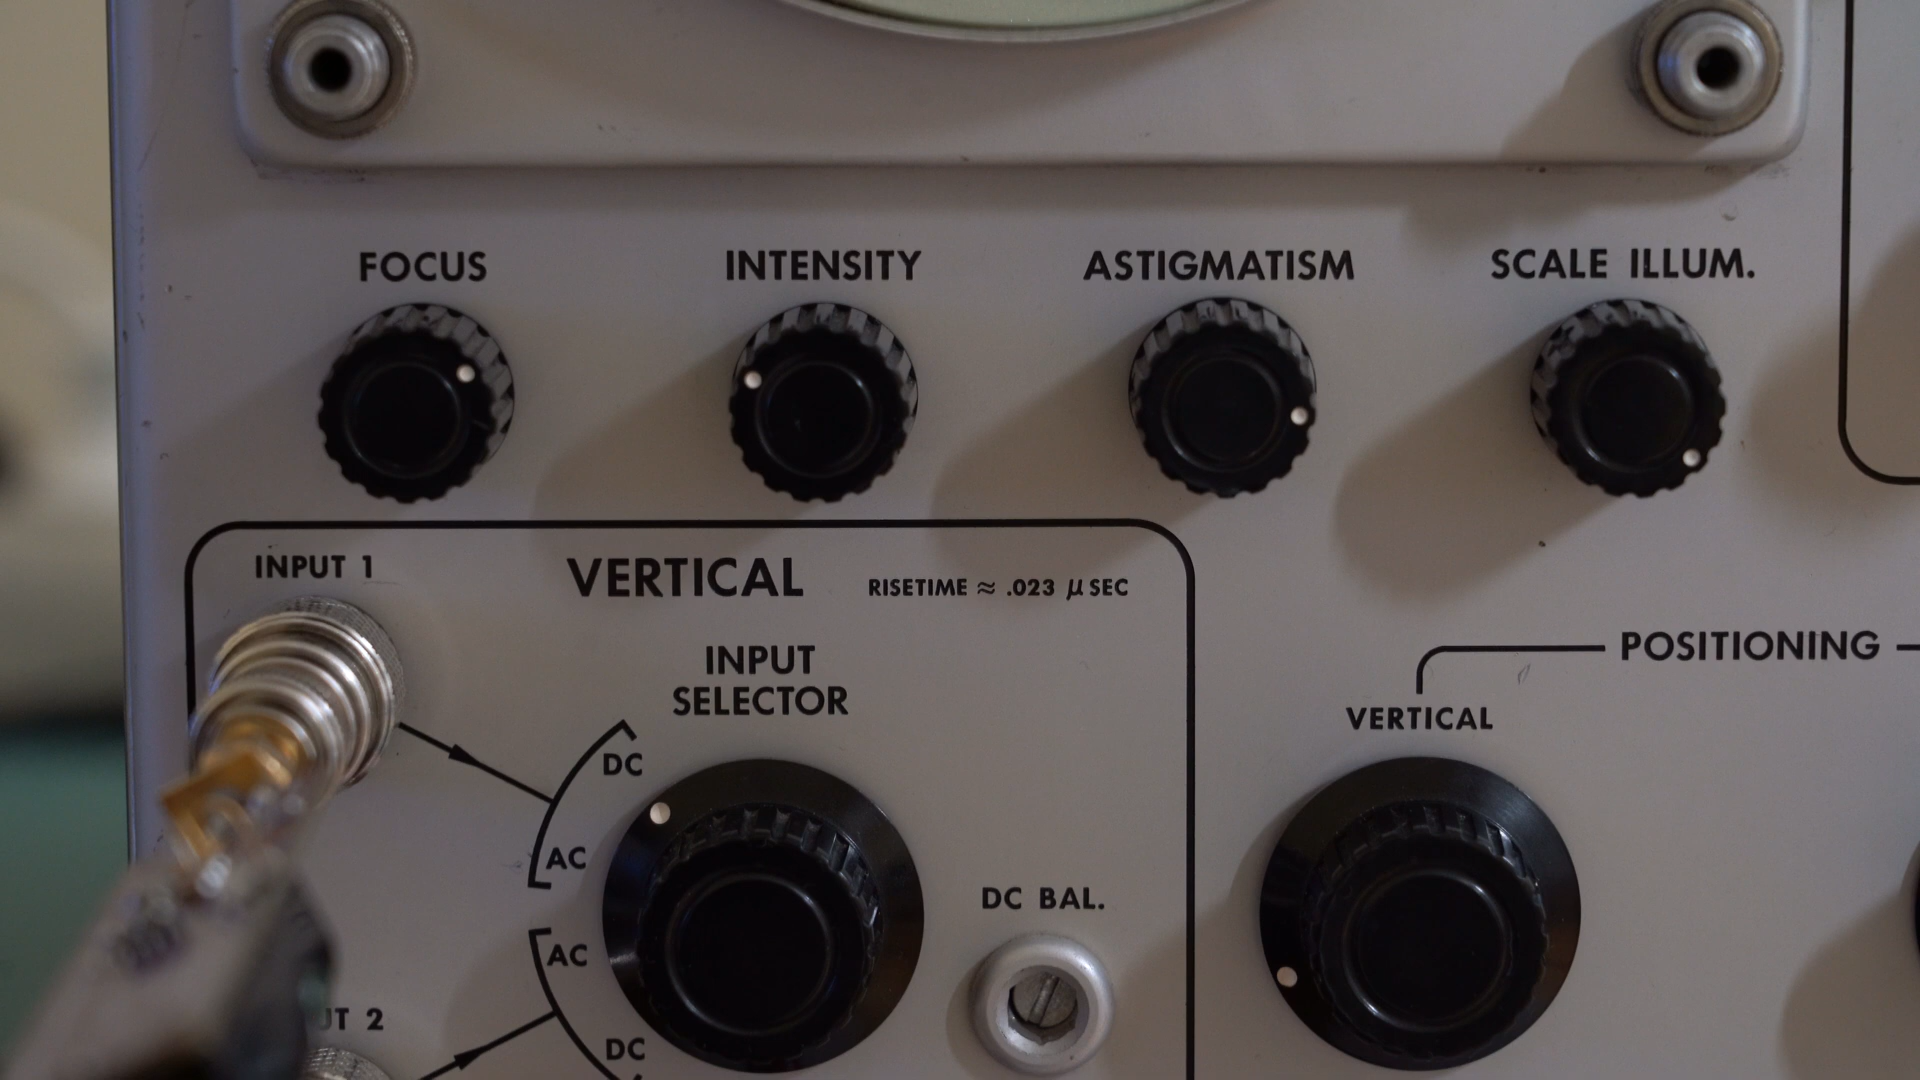 FOCUS
INTENSITY
ASTIGMATISM
SCALE ILLUM.
INPUT 1
VERTICAL
RISETIME ≈ .023 μ SEC
INPUT
SELECTOR
POSITIONING
VERTICAL
DC
AC
DC BAL.
AC
UT 2
DC